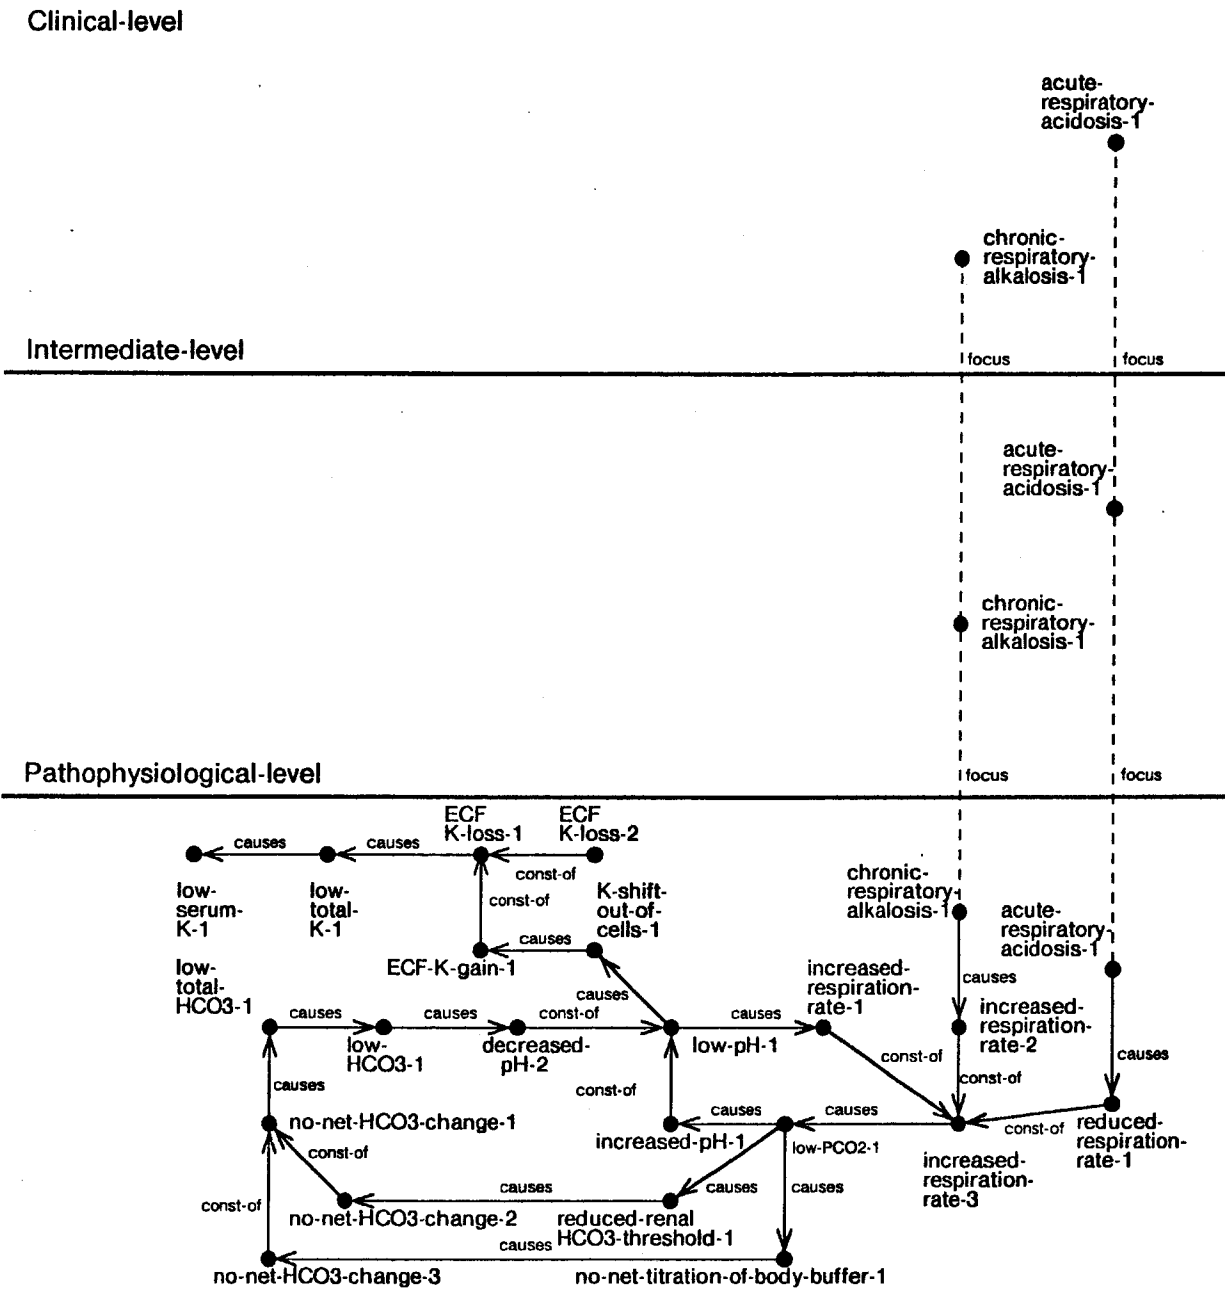 Clinical-level
acute-
respiratory-
acidosis-1
chronic-
respiratory-
alkalosis-1
Intermediate-level
focus
focus
acute-
respiratory-
acidosis-1
chronic-
respiratory-
alkalosis-1
Pathophysiological-level
focus
focus
ECF
K-loss-1
ECF
K-loss-2
causes
causes
const-of
low-
serum-
K-1
low-
total-
K-1
const-of
K-shift-
out-of-
cells-1
chronic-
respiratory-
alkalosis-1
acute-
respiratory-
acidosis-1
causes
ECF-K-gain-1
low-
total-
HCO3-1
causes
increased-
respiration-
rate-1
causes
causes
causes
const-of
causes
increased-
respiration-
rate-2
low-
HCO3-1
decreased-
pH-2
low-pH-1
const-of
causes
causes
const-of
const-of
no-net-HCO3-change-1
causes
causes
increased-pH-1
low-PCO2-1
const-of
reduced-
respiration-
rate-1
increased-
respiration-
rate-3
const-of
causes
causes
causes
const-of
no-net-HCO3-change-2
reduced-renal
HCO3-threshold-1
causes
no-net-HCO3-change-3
no-net-titration-of-body-buffer-1